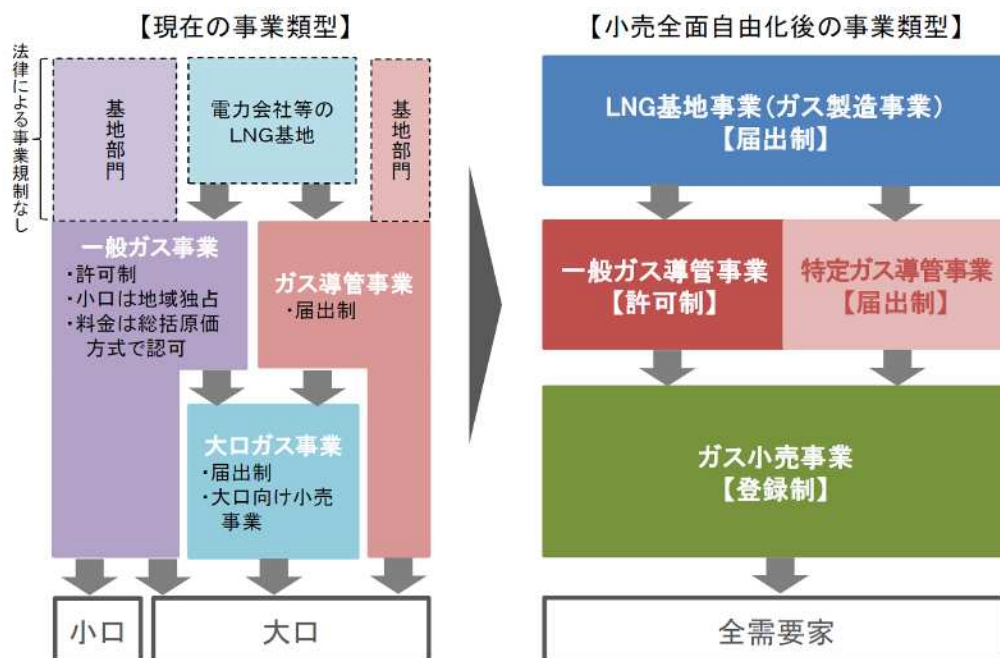 【現在の事業類型】
法律による事業規制なし
基地部門
電力会社等の
LNG基地
基地部門
一般ガス事業
・許可制
・小口は地域独占
・料金は総括原価
方式で認可
ガス導管事業
・届出制
大口ガス事業
・届出制
・大口向け小売
事業
小口
大口
【小売全面自由化後の事業類型】
LNG基地事業(ガス製造事業)
【届出制】
一般ガス導管事業
【許可制】
特定ガス導管事業
【届出制】
ガス小売事業
【登録制】
全需要家